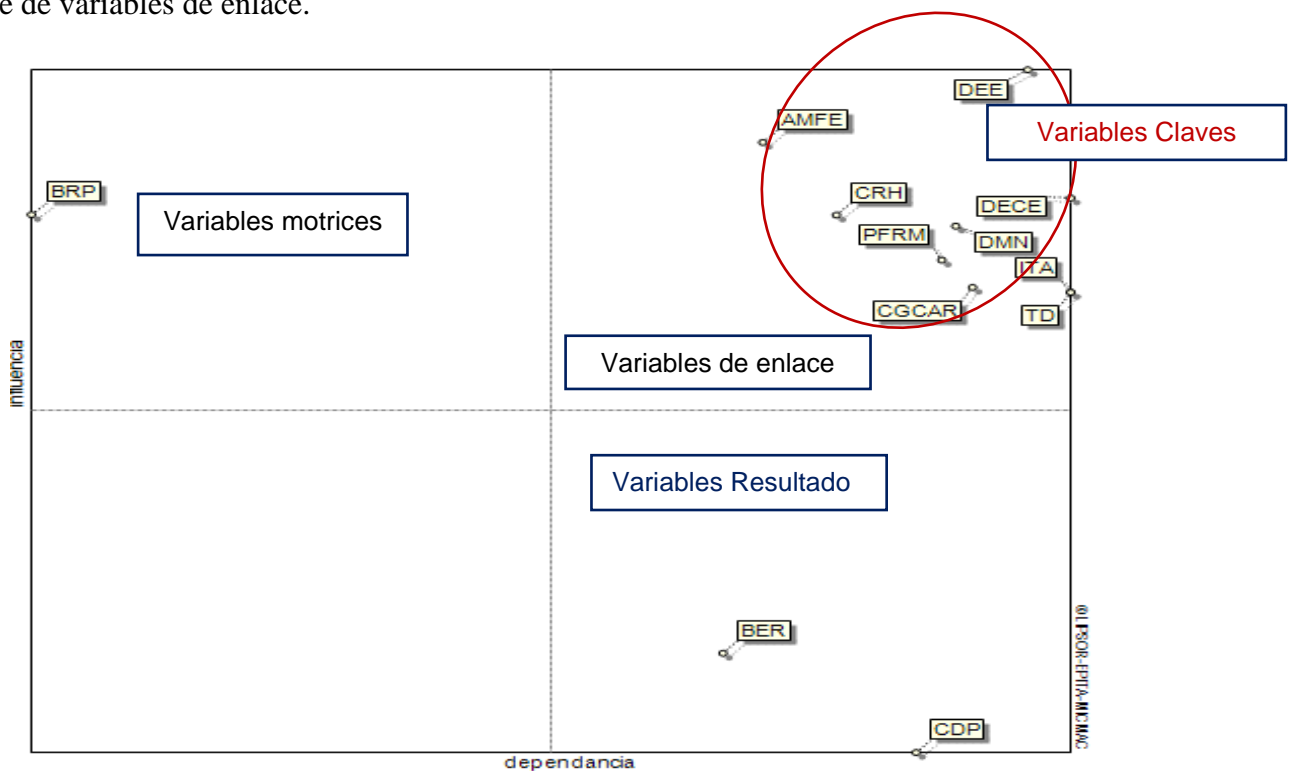 e de variables de enlace.
DEE
Variables Claves
AMFE
BRP
Variables motrices
CRH
DECE
PFRM
DMN
ITA
CGCAR
TD
Variables de enlace
influencia
Variables Resultado
BER
CDP
@LIPSOR-EPITA-MICMAC
dependancia